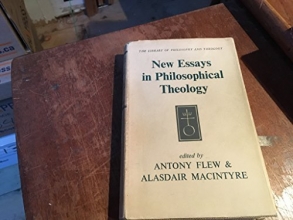 THE LIBRARY OF PHILOSOPHY AND THEOLOGY
New Essays
in Philosophical
Theology
edited by
ANTONY FLEW &
ALASDAIR MACINTYRE